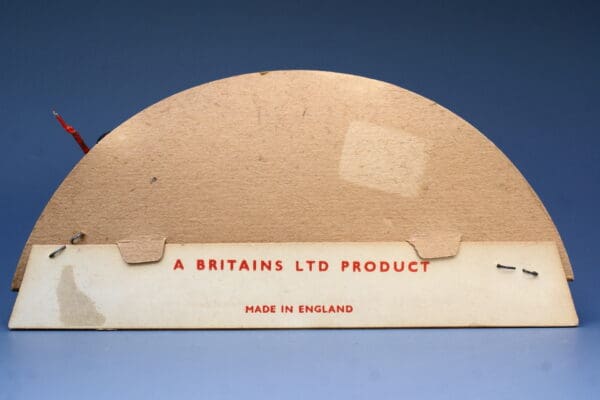 A BRITAINS LTD PRODUCT
MADE IN ENGLAND